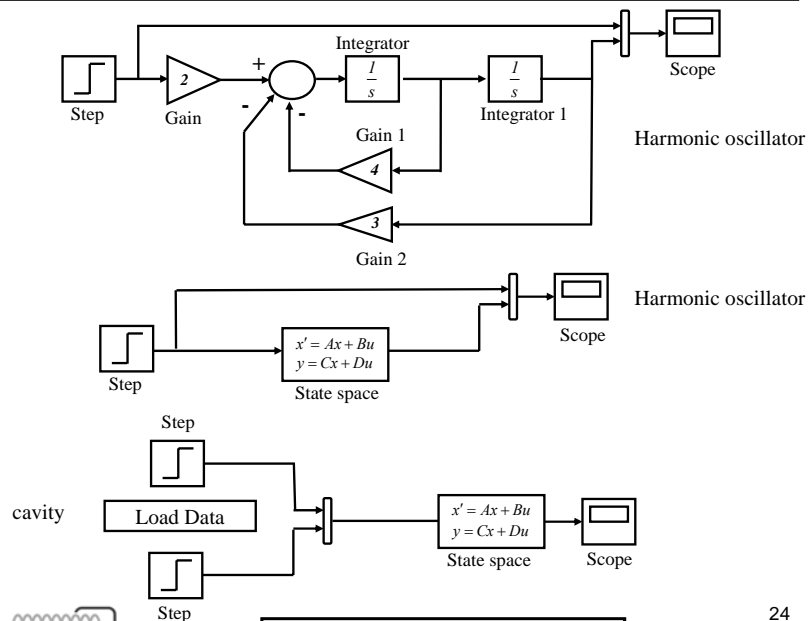 Integrator
+
2
1
s
1
s
Scope
Step
-
Gain
-
Integrator 1
Gain 1
Harmonic oscillator
4
3
Gain 2
Harmonic oscillator
Scope
x′ = Ax + Bu
y = Cx + Du
Step
State space
Step
cavity
Load Data
x′ = Ax + Bu
y = Cx + Du
State space
Scope
Step
24